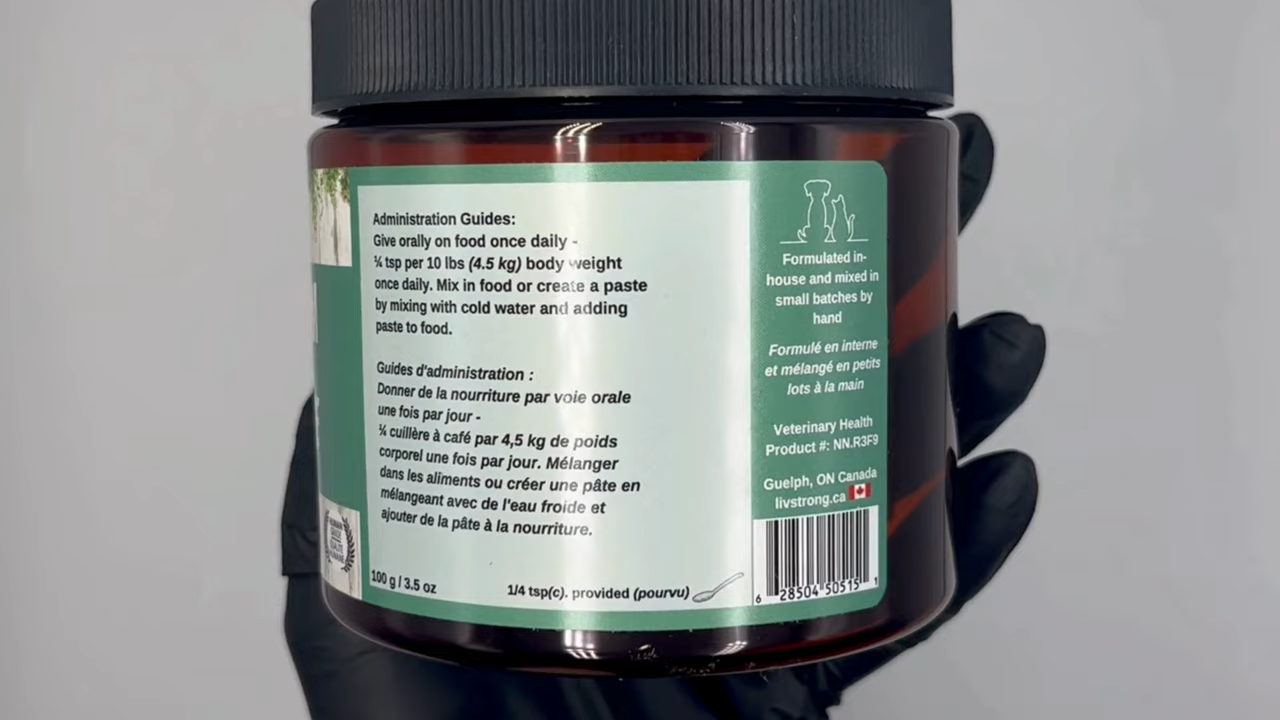 Administration Guides:
Give orally on food once daily -
¼ tsp per 10 lbs (4.5 kg) body weight
once daily. Mix in food or create a paste
by mixing with cold water and adding
paste to food.
Guides d'administration :
Donner de la nourriture par voie orale
une fois par jour -
¼ cuillère à café par 4,5 kg de poids
corporel une fois par jour. Mélanger
dans les aliments ou créer une pâte en
mélangeant avec de l'eau froide et
ajouter de la pâte à la nourriture.
100 g / 3.5 oz
1/4 tsp(c). provided (pourvu)
Formulated in-
house and mixed in
small batches by
hand
Formulé en interne
et mélangé en petits
lots à la main
Veterinary Health
Product #: NN.R3F9
Guelph, ON Canada
livstrong.ca
6 28504 50515 1